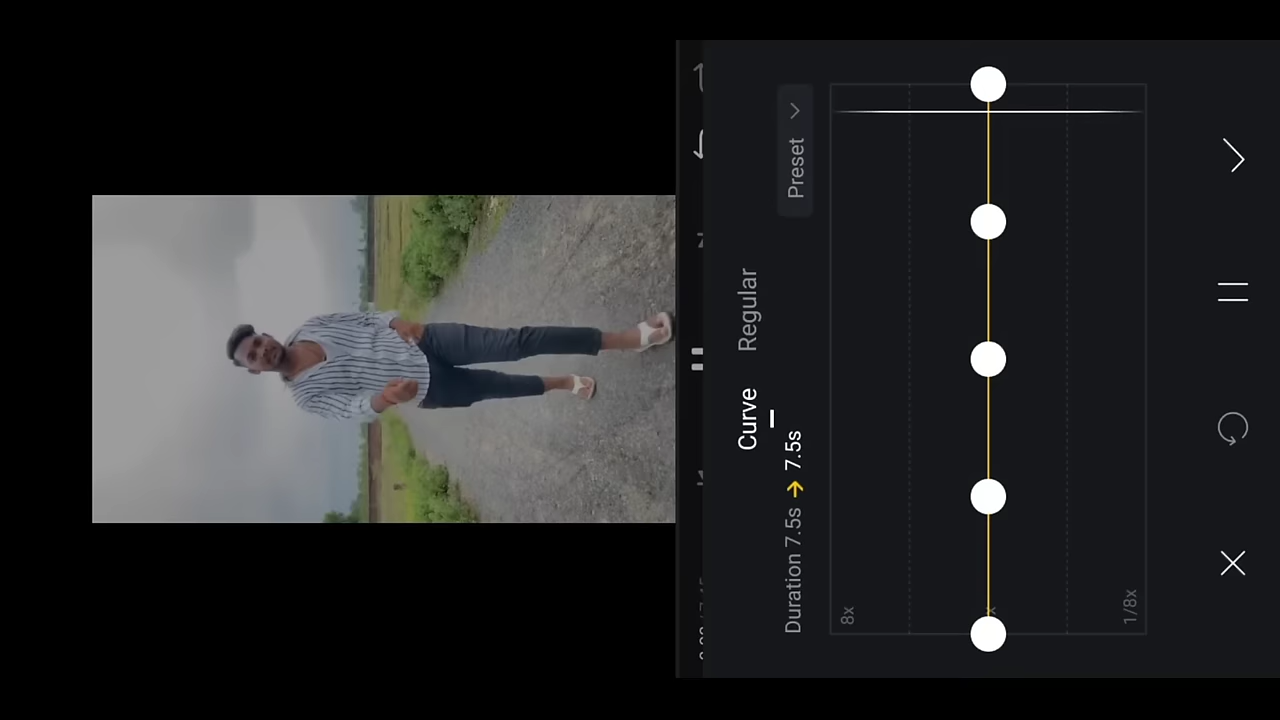 Curve Regular
Duration 7.5s → 7.5s
Preset
8x
1/8x